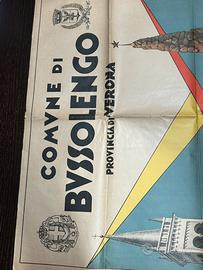 COMVNE DI
BVSSOLENGO
PROVINCIA DI VERONA